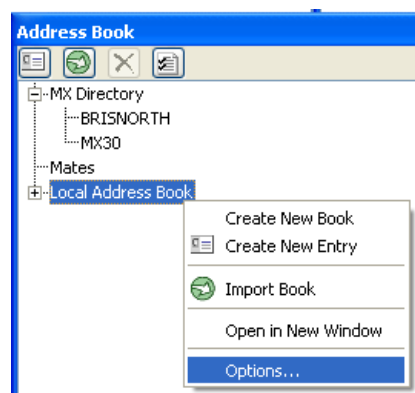 Address Book
MX Directory
BRISNORTH
MX30
Mates
Local Address Book
Create New Book
Create New Entry
Import Book
Open in New Window
Options...